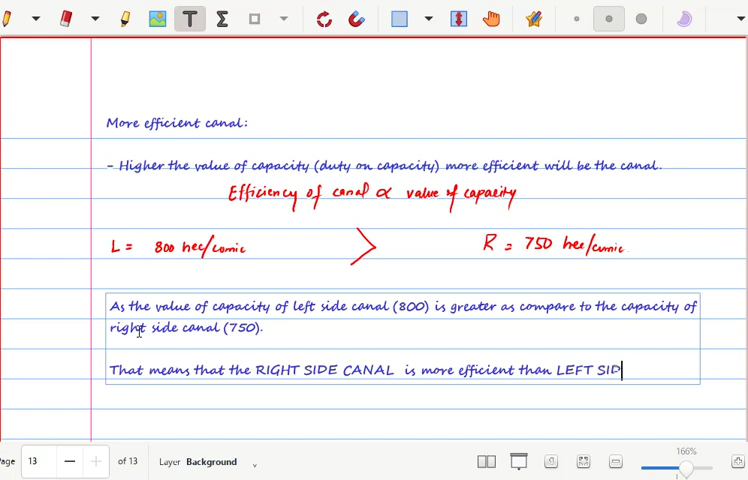 More efficient canal:
- Higher the value of capacity (duty on capacity) more efficient will be the canal.
Efficiency of canal ∝ value of capacity
L = 800 hec/cumic > R = 750 hec/cumic
As the value of capacity of left side canal (800) is greater as compare to the capacity of
right side canal (750).
That means that the RIGHT SIDE CANAL is more efficient than LEFT SID
Page 13 of 13 Layer Background 166%